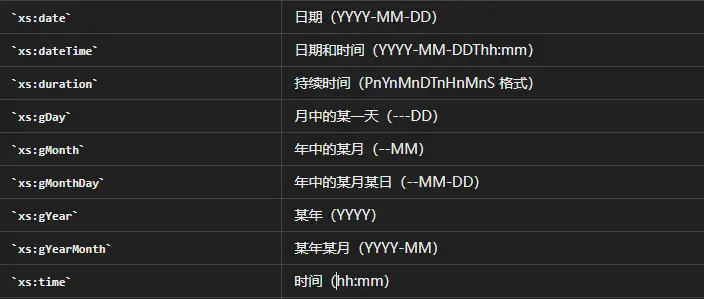 `xs:date` 日期（YYYY-MM-DD）
`xs:dateTime` 日期和时间（YYYY-MM-DDThh:mm）
`xs:duration` 持续时间（PnYnMnDTnHnMnS 格式）
`xs:gDay` 月中的某一天（---DD）
`xs:gMonth` 年中的某月（--MM）
`xs:gMonthDay` 年中的某月某日（--MM-DD）
`xs:gYear` 某年（YYYY）
`xs:gYearMonth` 某年某月（YYYY-MM）
`xs:time` 时间（hh:mm）